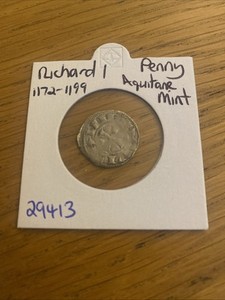 Richard I Penny
1172-1199 Aquitane
Mint
29413